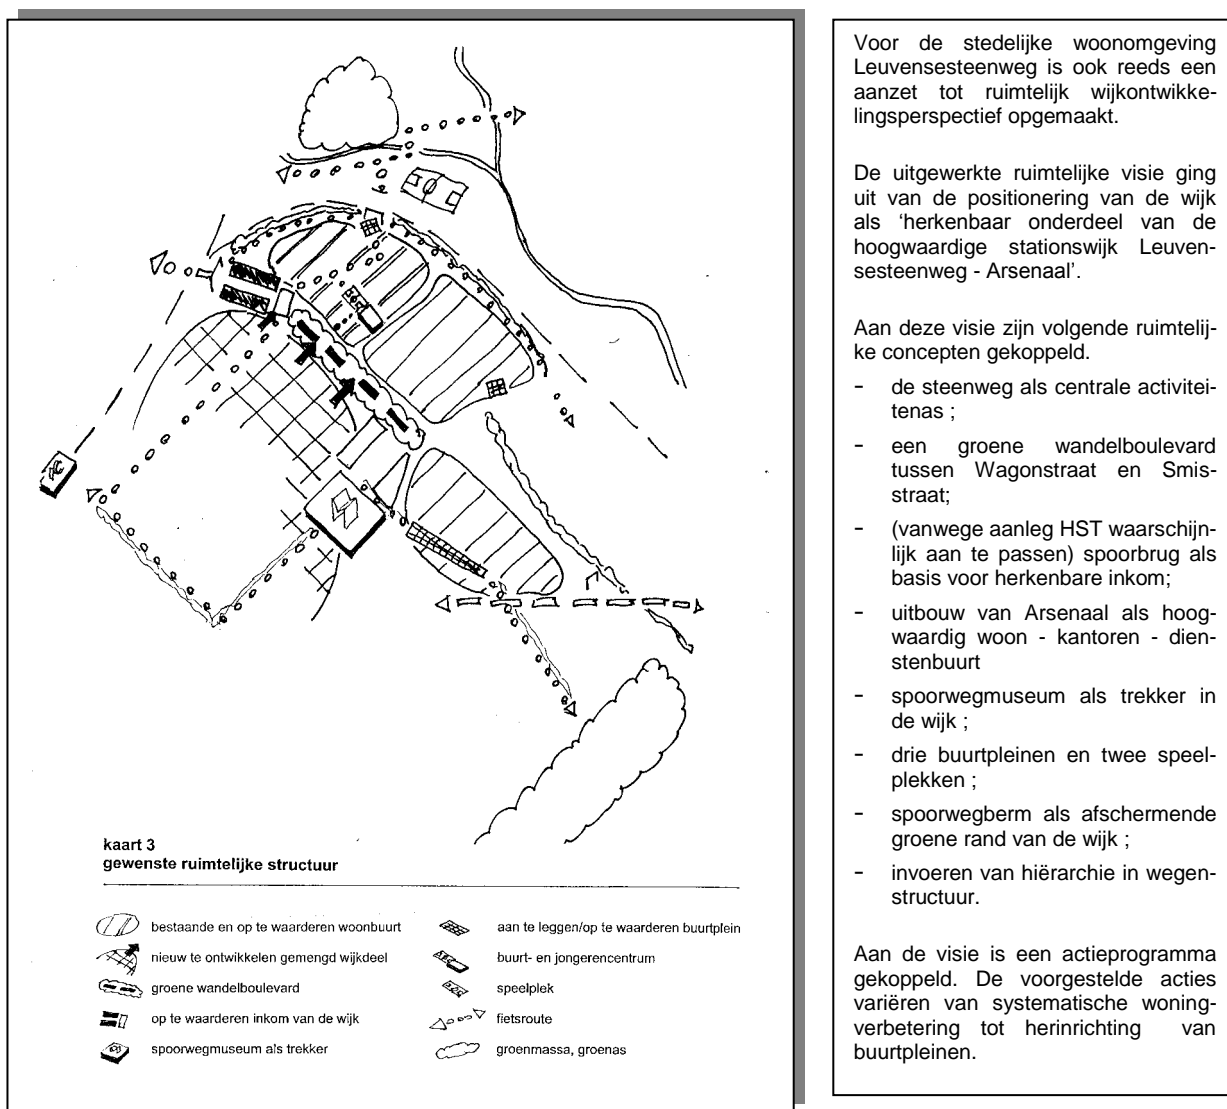 kaart 3
gewenste ruimtelijke structuur
bestaande en op te waarderen woonbuurt
nieuw te ontwikkelen gemengd wijkdeel
groene wandelboulevard
op te waarderen inkom van de wijk
spoorwegmuseum als trekker
aan te leggen/op te waarderen buurtplein
buurt- en jongerencentrum
speelplek
fietsroute
groenmassa, groenas
Voor de stedelijke woonomgeving
Leuvensesteenweg is ook reeds een
aanzet tot ruimtelijk wijkontwikke-
lingsperspectief opgemaakt.
De uitgewerkte ruimtelijke visie ging
uit van de positionering van de wijk
als ‘herkenbaar onderdeel van de
hoogwaardige stationswijk Leuven-
sesteenweg - Arsenaal’.
Aan deze visie zijn volgende ruimtelij-
ke concepten gekoppeld.
- de steenweg als centrale activitei-
tenas ;
- een groene wandelboulevard
tussen Wagonstraat en Smis-
straat;
- (vanwege aanleg HST waarschijn-
lijk aan te passen) spoorbrug als
basis voor herkenbare inkom;
- uitbouw van Arsenaal als hoog-
waardig woon - kantoren - dien-
stenbuurt
- spoorwegmuseum als trekker in
de wijk ;
- drie buurtpleinen en twee speel-
plekken ;
- spoorwegberm als afschermende
groene rand van de wijk ;
- invoeren van hiërarchie in wegen-
structuur.
Aan de visie is een actieprogramma
gekoppeld. De voorgestelde acties
variëren van systematische woning-
verbetering tot herinrichting van
buurtpleinen.